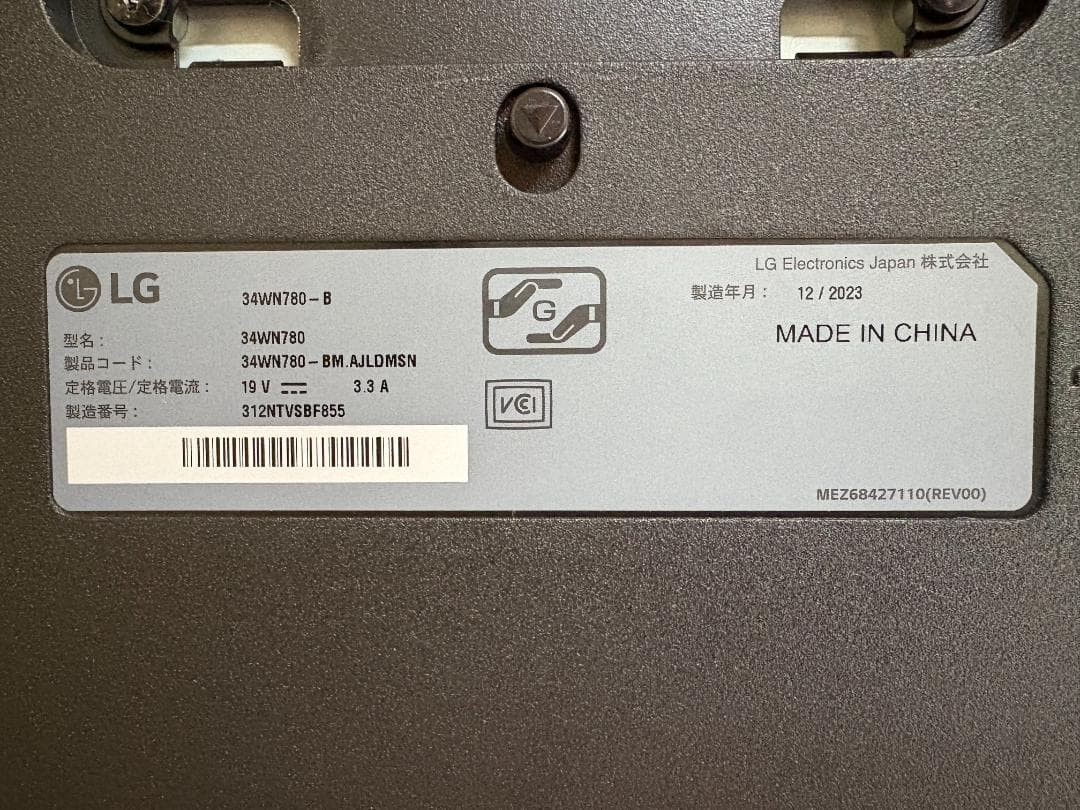 LG
34WN780-B
型名： 34WN780
製品コード： 34WN780-BM.AJLDMSN
定格電圧/定格電流： 19 V ⎓ 3.3 A
製造番号： 312NTVSBF855
G
VCI
LG Electronics Japan 株式会社
製造年月： 12 / 2023
MADE IN CHINA
MEZ68427110(REV00)